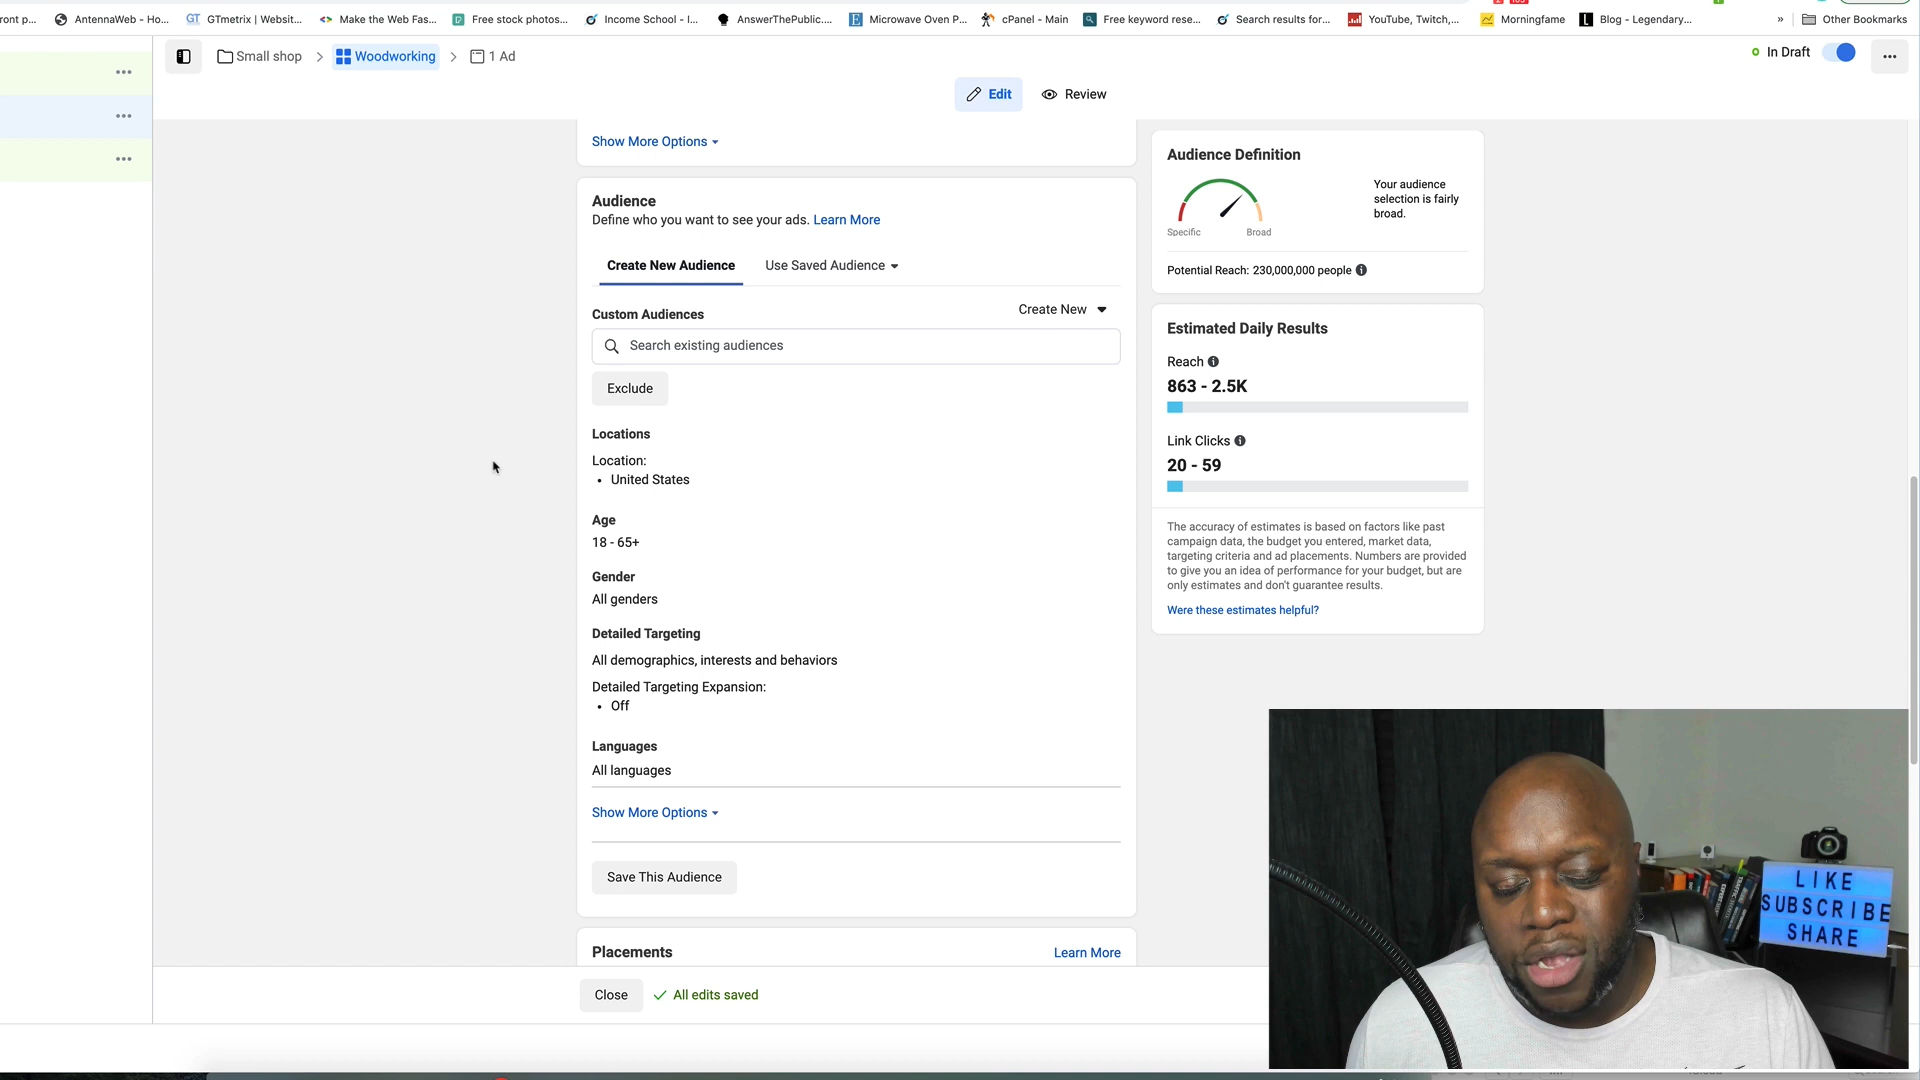 ront p...
AntennaWeb - Ho...
GT GTmetrix | Websit...
Make the Web Fas...
Free stock photos...
Income School - I...
AnswerThePublic....
Microwave Oven P...
cPanel - Main
Free keyword rese...
Search results for...
YouTube, Twitch,...
Morningfame
Blog - Legendary...
»
Other Bookmarks
Small shop
Woodworking
1 Ad
In Draft
Edit
Review
Show More Options
Audience
Define who you want to see your ads. Learn More
Create New Audience
Use Saved Audience
Custom Audiences
Create New
Search existing audiences
Exclude
Locations
Location:
• United States
Age
18 - 65+
Gender
All genders
Detailed Targeting
All demographics, interests and behaviors
Detailed Targeting Expansion:
• Off
Languages
All languages
Show More Options
Save This Audience
Placements
Learn More
Close
All edits saved
Audience Definition
Your audience
selection is fairly
broad.
Specific
Broad
Potential Reach: 230,000,000 people
Estimated Daily Results
Reach
863 - 2.5K
Link Clicks
20 - 59
The accuracy of estimates is based on factors like past
campaign data, the budget you entered, market data,
targeting criteria and ad placements. Numbers are provided
to give you an idea of performance for your budget, but are
only estimates and don't guarantee results.
Were these estimates helpful?
LIKE
SUBSCRIBE
SHARE